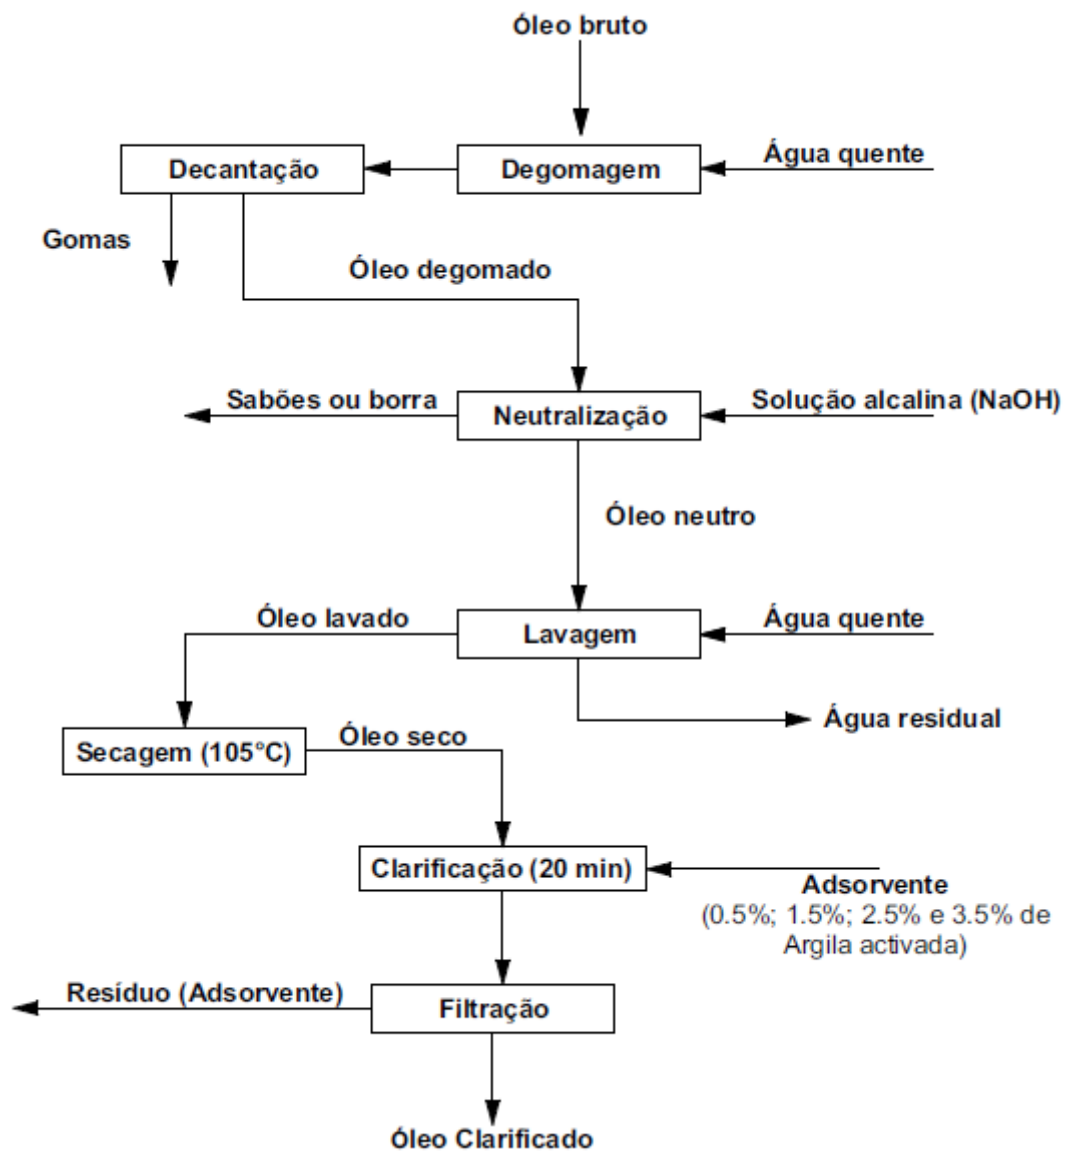 Óleo bruto
Decantação
Degomagem
Água quente
Gomas
Óleo degomado
Sabões ou borra
Neutralização
Solução alcalina (NaOH)
Óleo neutro
Óleo lavado
Lavagem
Água quente
Água residual
Secagem (105°C)
Óleo seco
Clarificação (20 min)
Adsorvente
(0.5%; 1.5%; 2.5% e 3.5% de
Argila activada)
Resíduo (Adsorvente)
Filtração
Óleo Clarificado